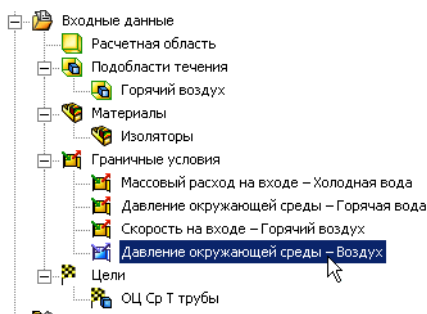 Входные данные
Расчетная область
Подобласти течения
Горячий воздух
Материалы
Изоляторы
Граничные условия
Массовый расход на входе – Холодная вода
Давление окружающей среды – Горячая вода
Скорость на входе – Горячий воздух
Давление окружающей среды – Воздух
Цели
ОЦ Ср Т трубы